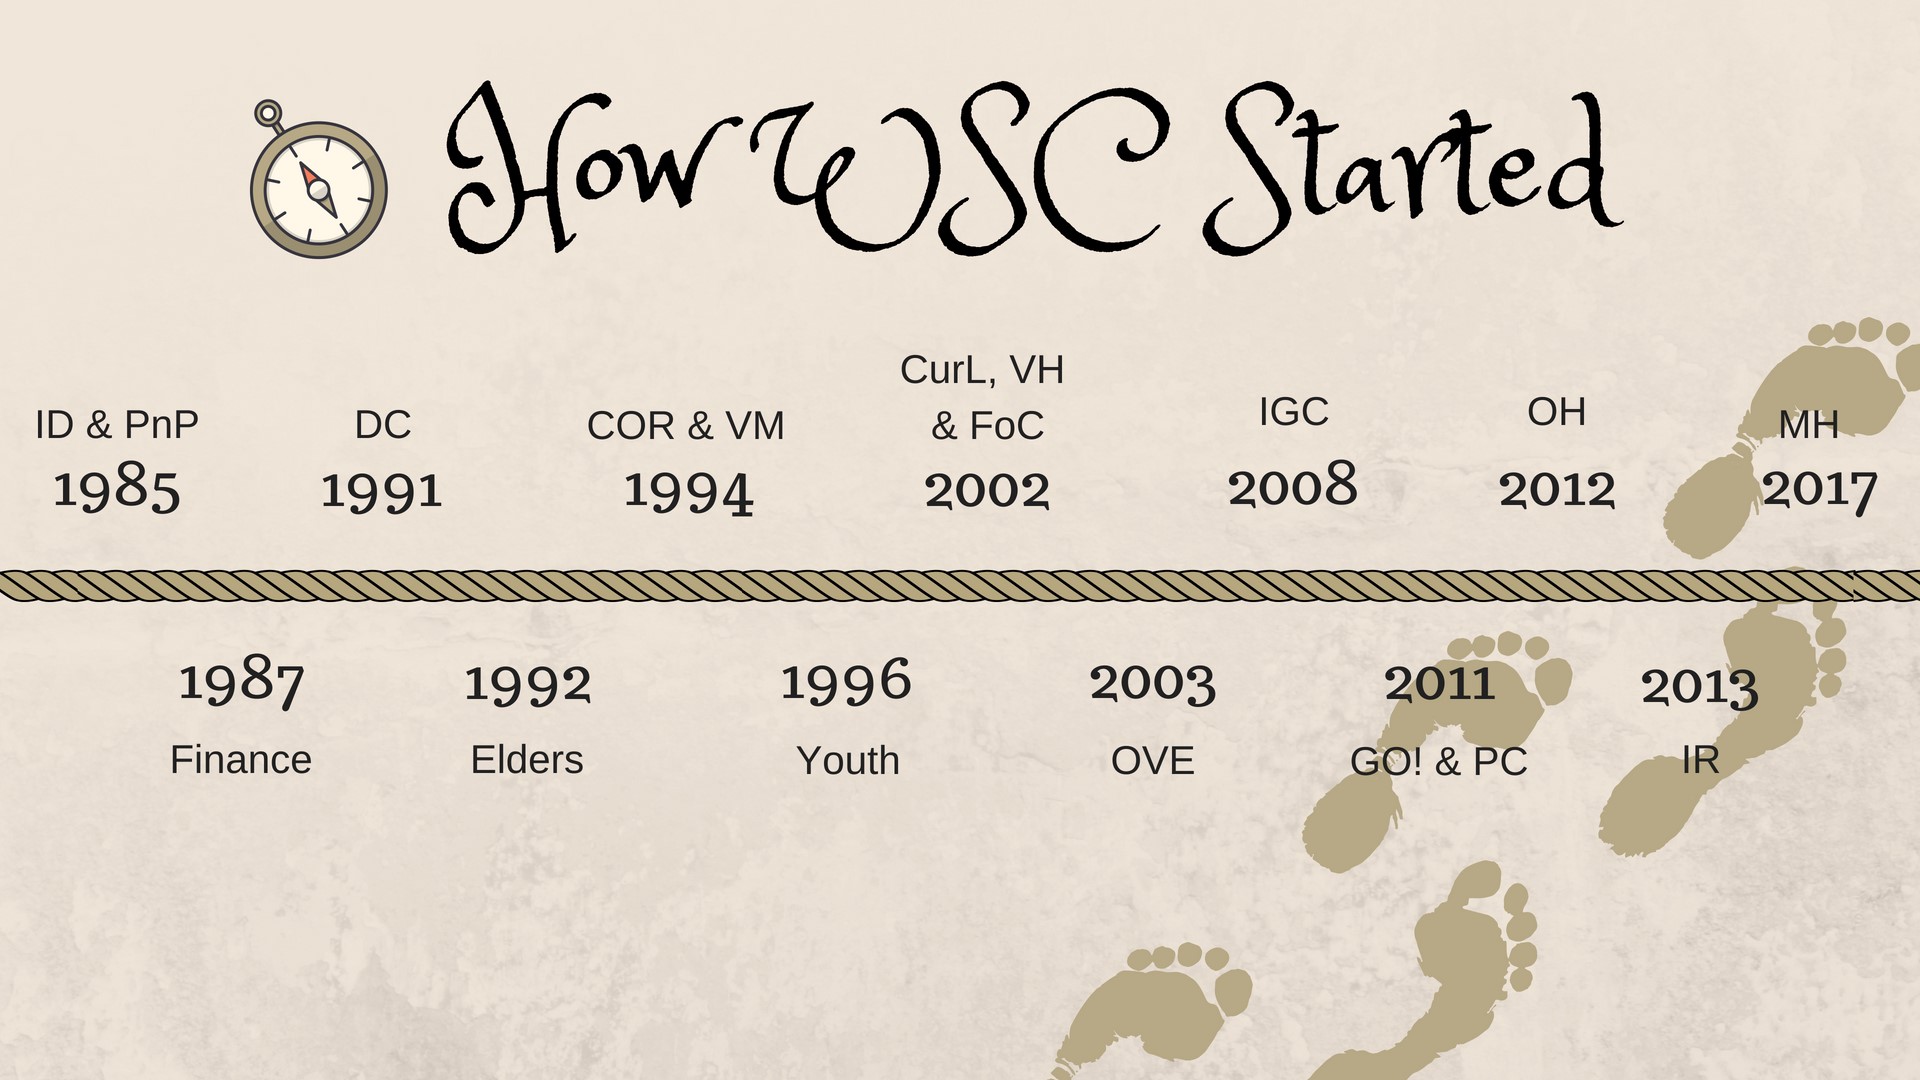 How WSC Started
ID & PnP
1985
DC
1991
COR & VM
1994
CurL, VH
& FoC
2002
IGC
2008
OH
2012
MH
2017
1987
Finance
1992
Elders
1996
Youth
2003
OVE
2011
GO! & PC
2013
IR